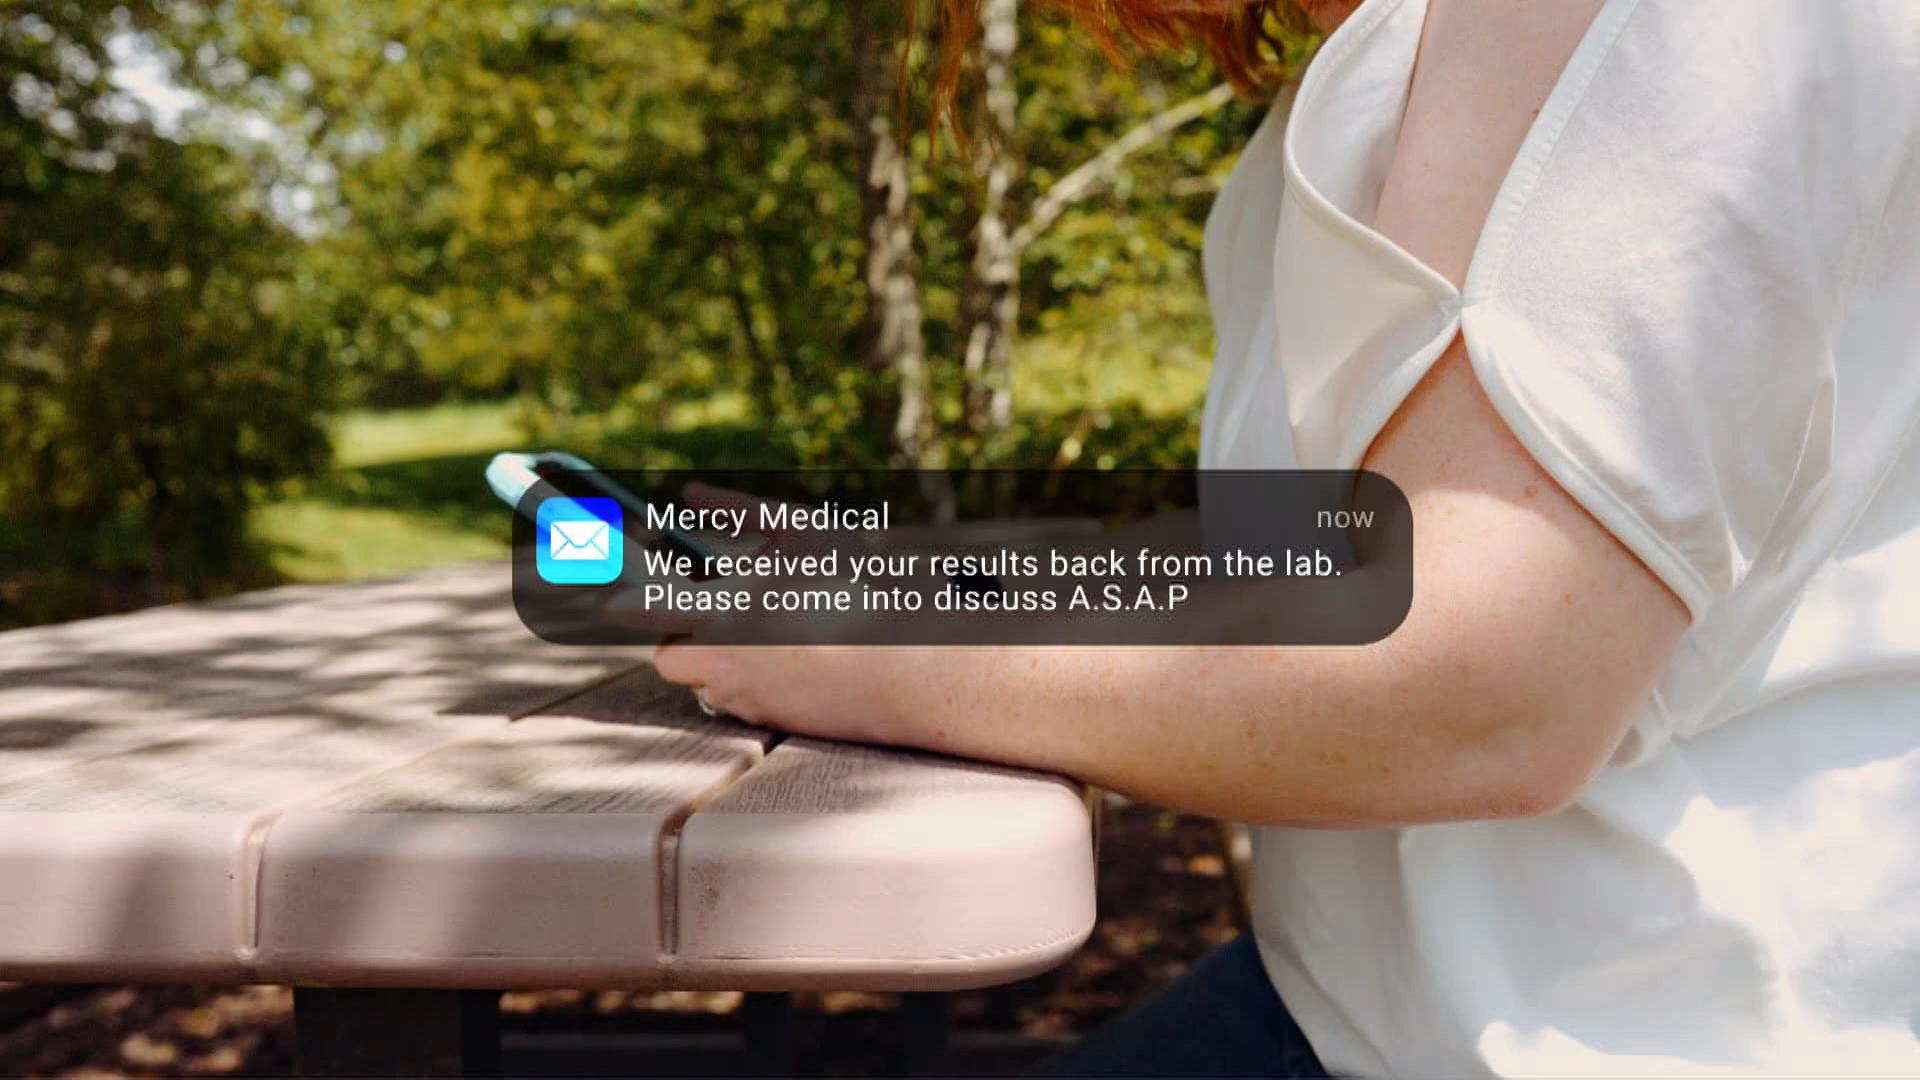 Mercy Medical
now
We received your results back from the lab.
Please come into discuss A.S.A.P